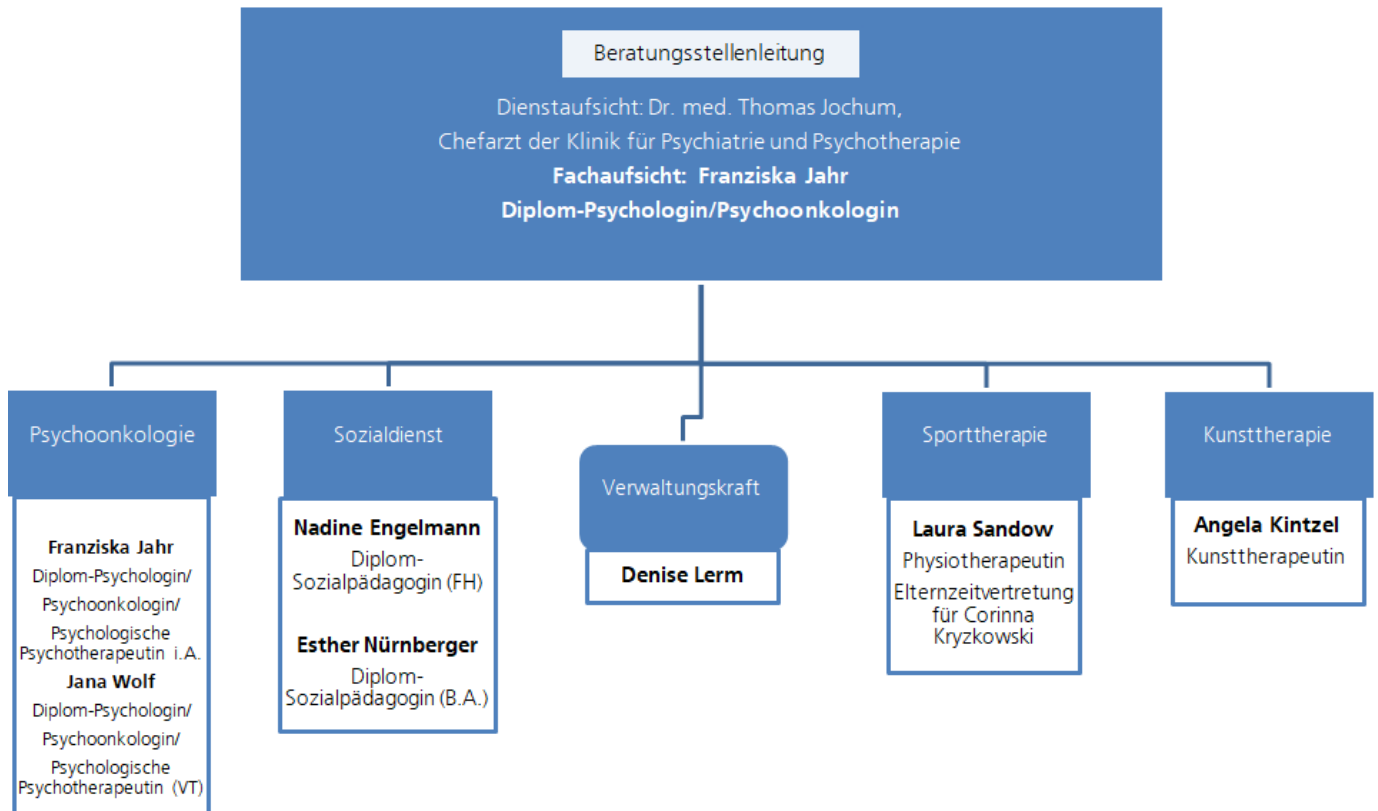 Beratungsstellenleitung
Dienstaufsicht: Dr. med. Thomas Jochum,
Chefarzt der Klinik für Psychiatrie und Psychotherapie
Fachaufsicht: Franziska Jahr
Diplom-Psychologin/Psychoonkologin
Psychoonkologie
Franziska Jahr
Diplom-Psychologin/
Psychoonkologin/
Psychologische
Psychotherapeutin i.A.
Jana Wolf
Diplom-Psychologin/
Psychoonkologin/
Psychologische
Psychotherapeutin (VT)
Sozialdienst
Nadine Engelmann
Diplom-
Sozialpädagogin (FH)
Esther Nürnberger
Diplom-
Sozialpädagogin (B.A.)
Verwaltungskraft
Denise Lerm
Sporttherapie
Laura Sandow
Physiotherapeutin
Elternzeitvertretung
für Corinna
Kryzkowski
Kunsttherapie
Angela Kintzel
Kunsttherapeutin